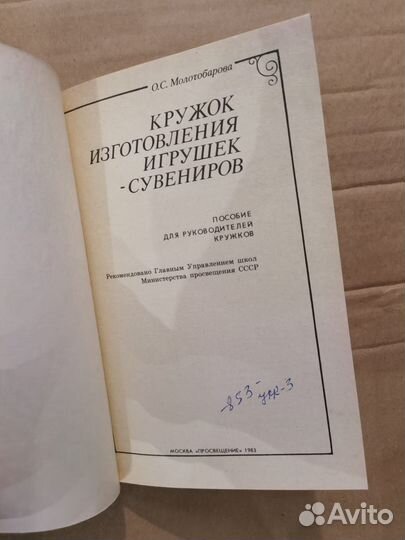 О.С. Молотобарова
КРУЖОК
ИЗГОТОВЛЕНИЯ
ИГРУШЕК
-СУВЕНИРОВ
ПОСОБИЕ
ДЛЯ РУКОВОДИТЕЛЕЙ
КРУЖКОВ
Рекомендовано Главным Управлением школ
Министерства просвещения СССР
-853-
МОСКВА «ПРОСВЕЩЕНИЕ» 1983
Avito